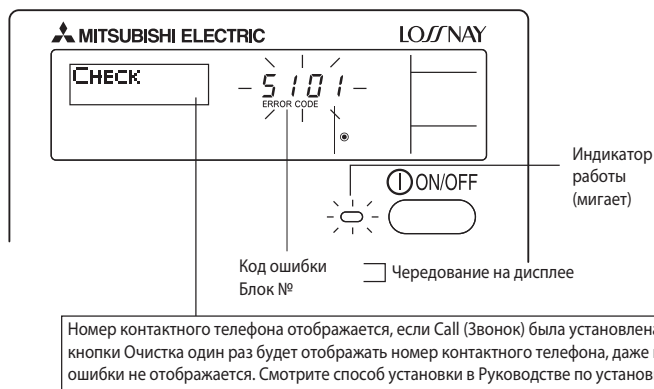 MITSUBISHI ELECTRIC
LOSSNAY
CHECK
5101
ERROR CODE
ON/OFF
Индикатор
работы
(мигает)
Код ошибки
Блок №
Чередование на дисплее
Номер контактного телефона отображается, если Call (Звонок) была установлена
кнопки Очистка один раз будет отображать номер контактного телефона, даже
ошибки не отображается. Смотрите способ установки в Руководстве по установ